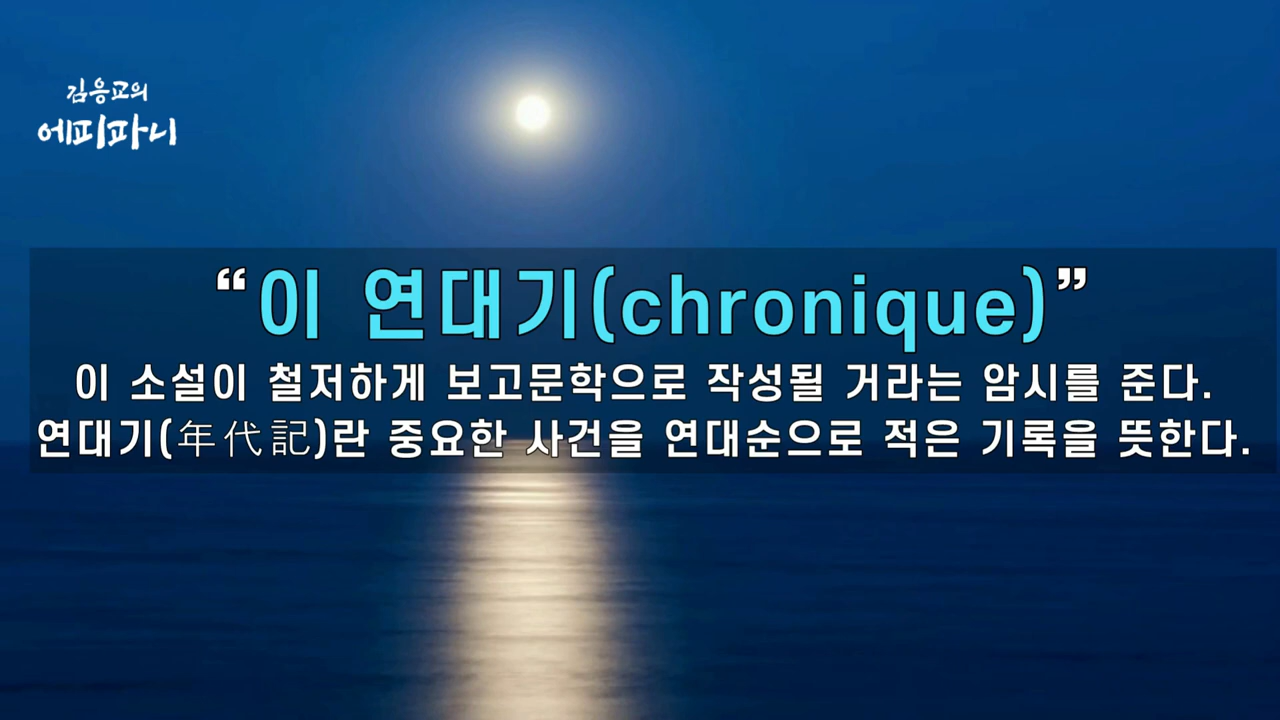 김응교의
에피파니
“이 연대기(chronique)”
이 소설이 철저하게 보고문학으로 작성될 거라는 암시를 준다.
연대기(年代記)란 중요한 사건을 연대순으로 적은 기록을 뜻한다.